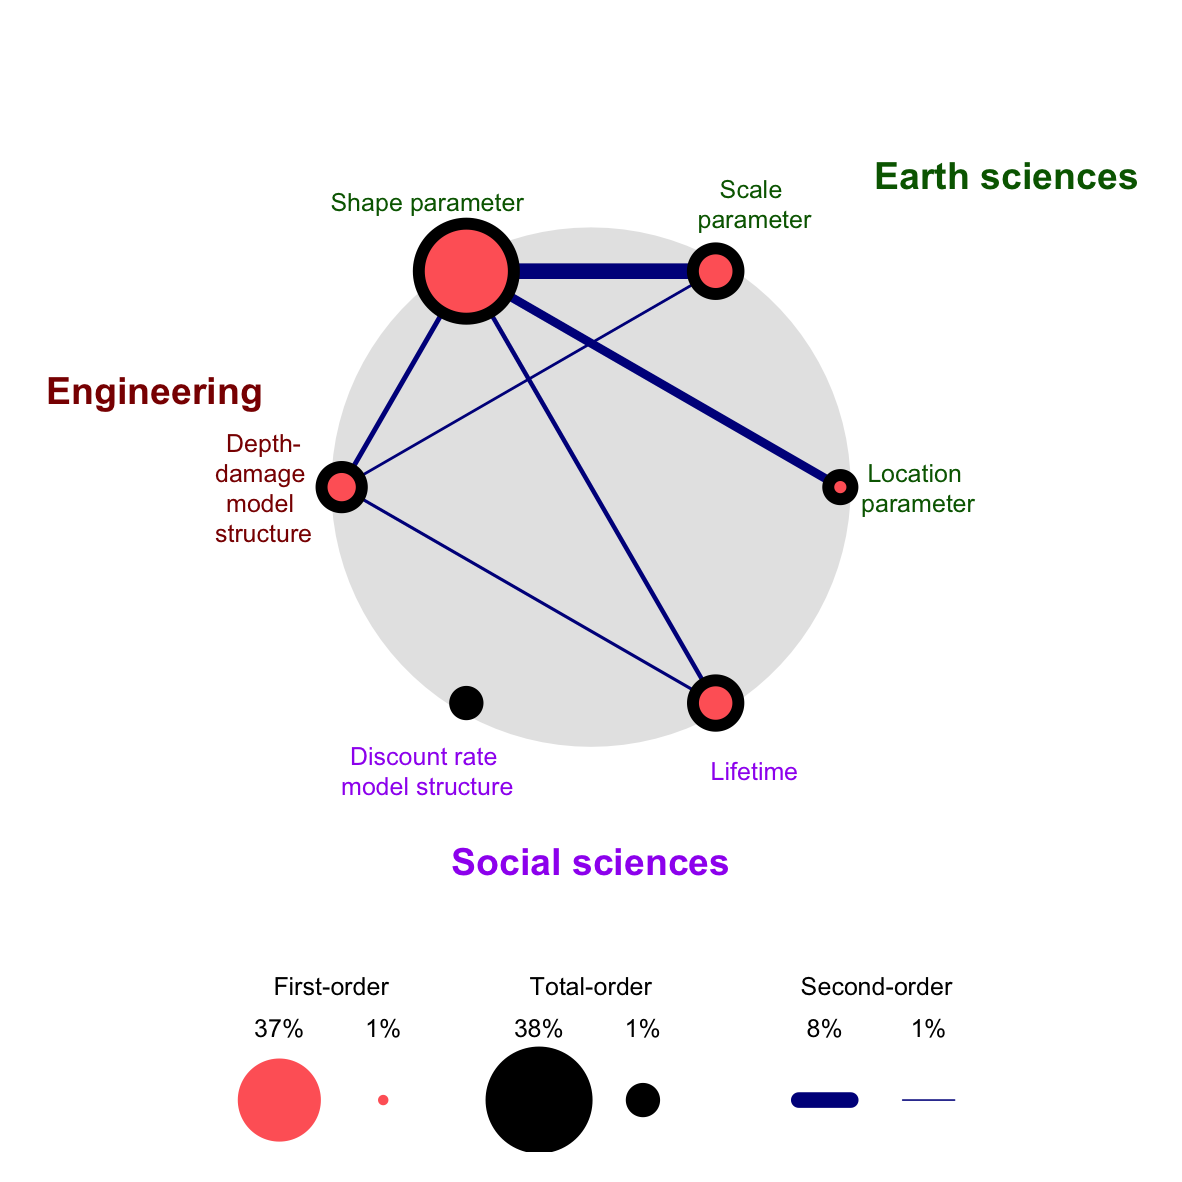 Earth sciences
Scale
parameter
Shape parameter
Engineering
Depth-
damage
model
structure
Location
parameter
Discount rate
model structure
Lifetime
Social sciences
First-order
Total-order
Second-order
37%
1%
38%
1%
8%
1%